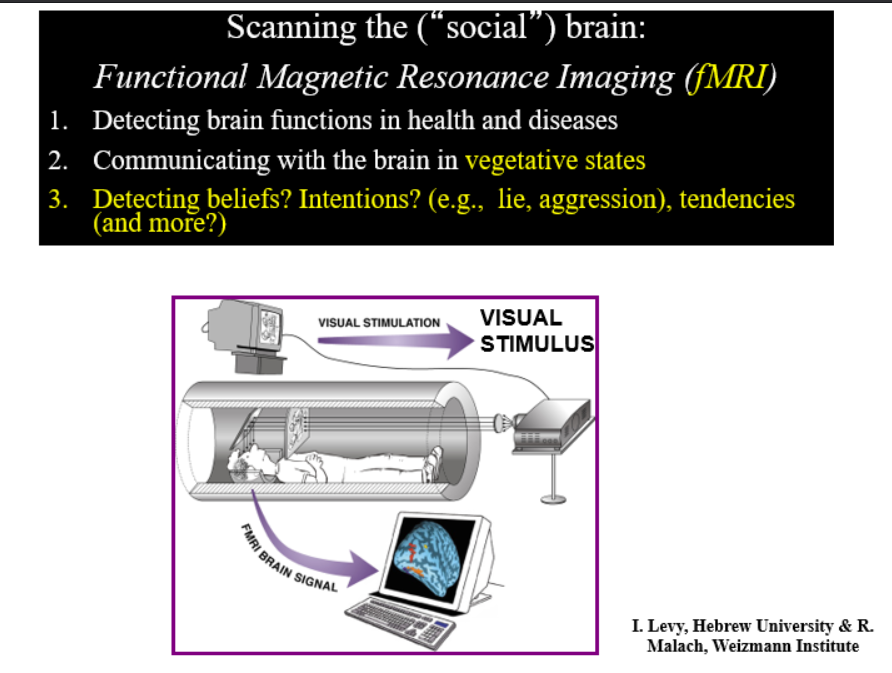 Scanning the (“social”) brain:
Functional Magnetic Resonance Imaging (fMRI)
1. Detecting brain functions in health and diseases
2. Communicating with the brain in vegetative states
3. Detecting beliefs? Intentions? (e.g., lie, aggression), tendencies
(and more?)
VISUAL STIMULATION
VISUAL
STIMULUS
FMRI BRAIN SIGNAL
I. Levy, Hebrew University & R.
Malach, Weizmann Institute